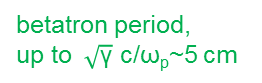 betatron period,
up to √γ c/ωₚ~5 cm